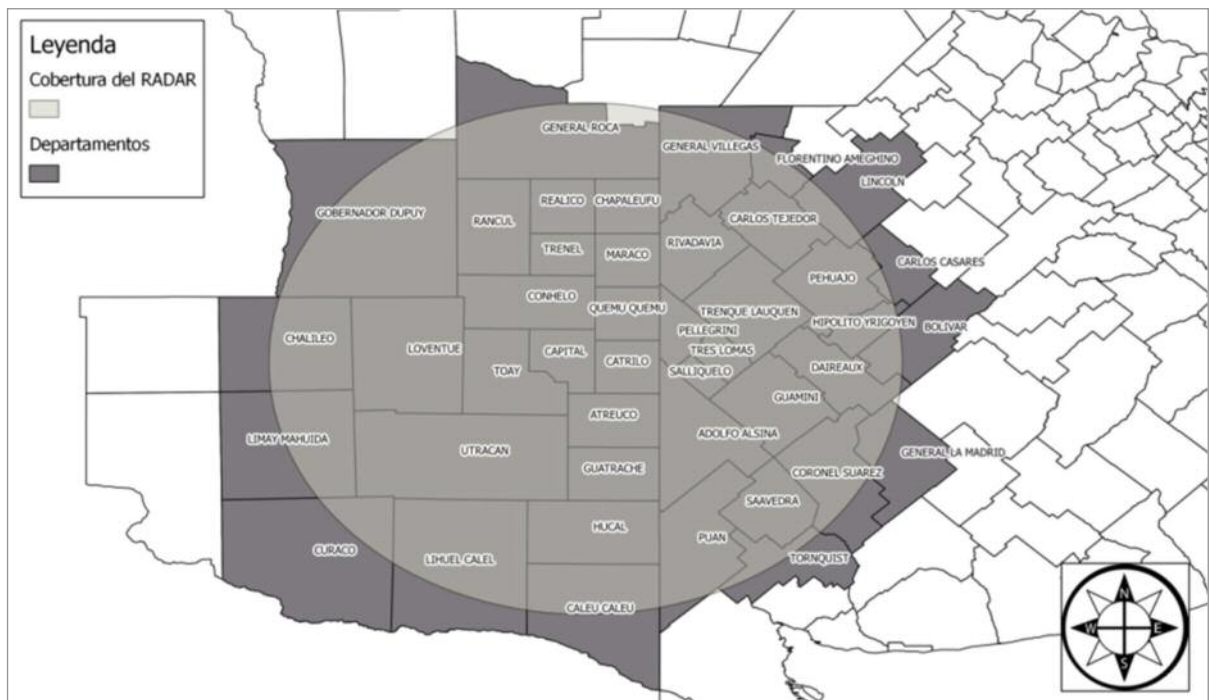 Leyenda
Cobertura del RADAR
Departamentos
GENERAL ROCA
GENERAL VILLEGAS
FLORENTINO AMEGHINO
LINCOLN
GOBERNADOR DUPUY
RANCUL
REALICO
CHAPALEUFU
CARLOS TEJEDOR
TRENEL
MARACO
RIVADAVIA
CARLOS CASARES
PEHUAJO
CONHELO
QUEMU QUEMU
TRENQUE LAUQUEN
HIPOLITO YRIGOYEN
BOLIVAR
CHALILEO
LOVENTUE
CAPITAL
PELLEGRINI
TRES LOMAS
CATRILO
TOAY
SALLIQUELO
DAIREAUX
GUAMINI
ATREUCO
ADOLFO ALSINA
LIMAY MAHUIDA
UTRACAN
GUATRACHE
GENERAL LA MADRID
CORONEL SUAREZ
SAAVEDRA
HUCAL
PUAN
CURACO
LIHUEL CALEL
TORNQUIST
CALEU CALEU
N
W
E
S